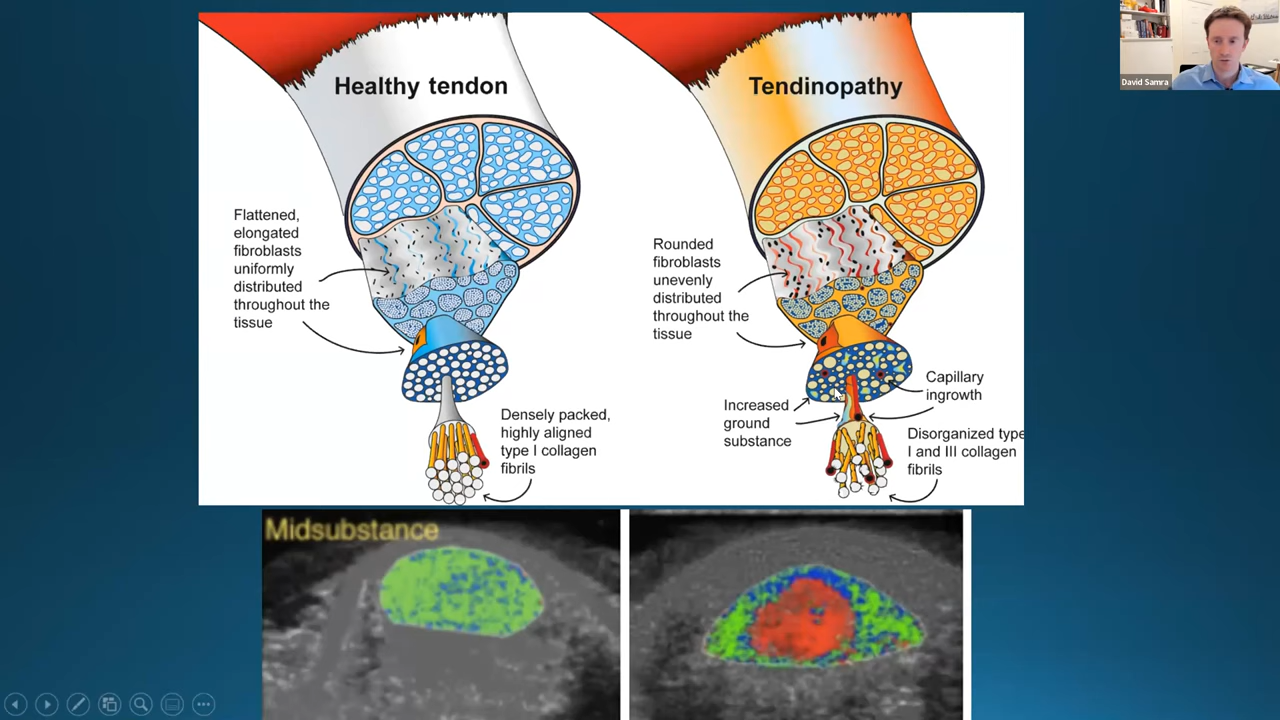 Healthy tendon
Flattened,
elongated
fibroblasts
uniformly
distributed
throughout the
tissue
Densely packed,
highly aligned
type I collagen
fibrils
Tendinopathy
Rounded
fibroblasts
unevenly
distributed
throughout the
tissue
Increased
ground
substance
Capillary
ingrowth
Disorganized type
I and III collagen
fibrils
Midsubstance
David Samra